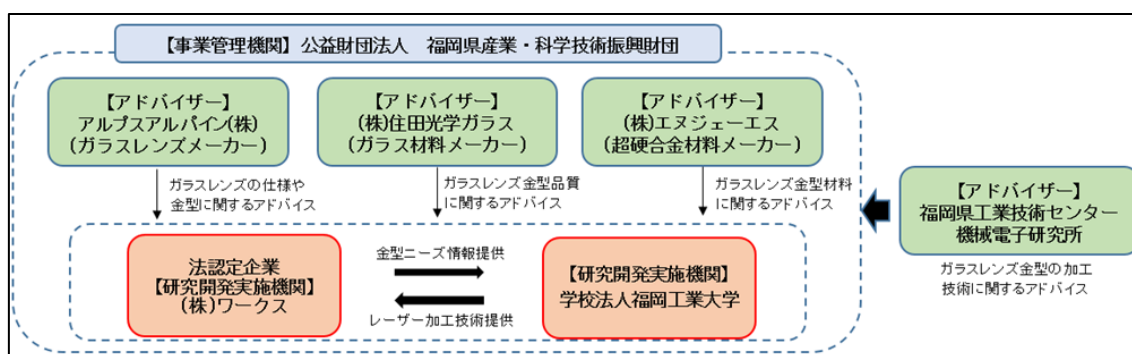 【事業管理機関】公益財団法人　福岡県産業・科学技術振興財団
【アドバイザー】
アルプスアルパイン(株)
(ガラスレンズメーカー)
【アドバイザー】
(株)住田光学ガラス
(ガラス材料メーカー)
【アドバイザー】
(株)エヌジェーエス
(超硬合金材料メーカー)
ガラスレンズの仕様や
金型に関するアドバイス
ガラスレンズ金型品質
に関するアドバイス
ガラスレンズ金型材料
に関するアドバイス
【アドバイザー】
福岡県工業技術センター
機械電子研究所
ガラスレンズ金型の加工
技術に関するアドバイス
法認定企業
【研究開発実施機関】
(株)ワークス
金型ニーズ情報提供
レーザー加工技術提供
【研究開発実施機関】
学校法人福岡工業大学